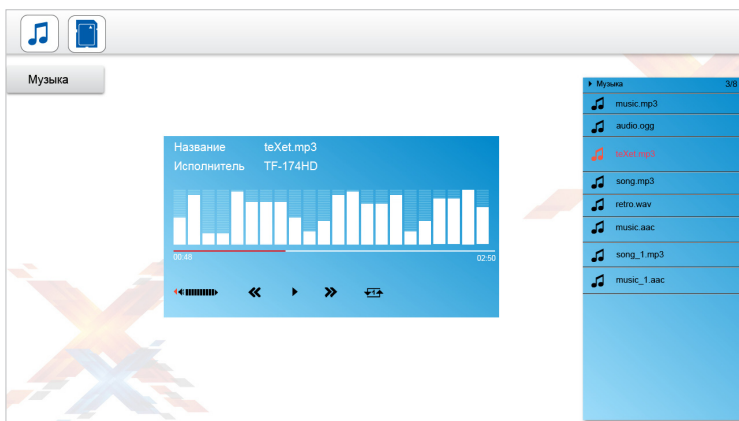 Музыка
Название teXet.mp3
Исполнитель TF-174HD
00:48 02:50
Музыка 3/8
music.mp3
audio.ogg
teXet.mp3
song.mp3
retro.wav
music.aac
song_1.mp3
music_1.aac